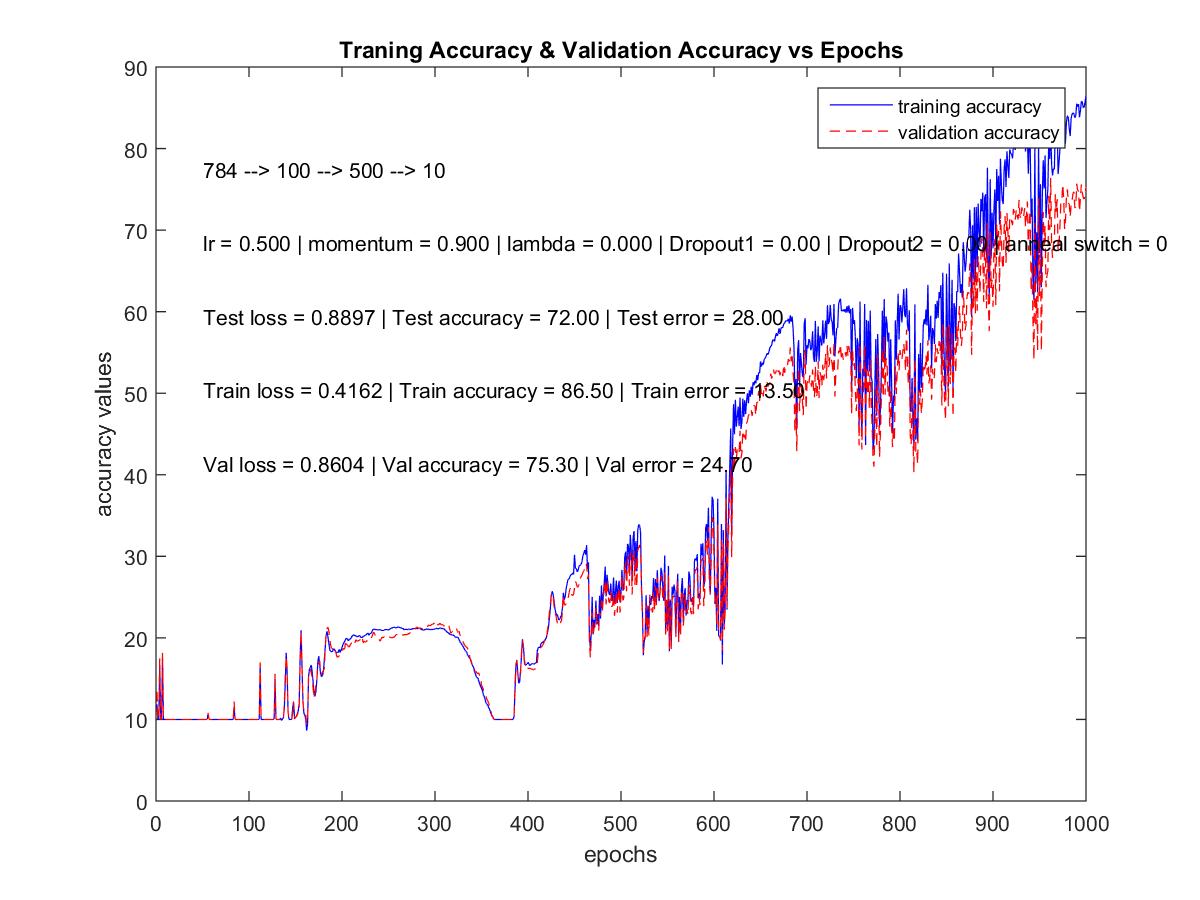 Traning Accuracy & Validation Accuracy vs Epochs
training accuracy
validation accuracy
784 --> 100 --> 500 --> 10
lr = 0.500 | momentum = 0.900 | lambda = 0.000 | Dropout1 = 0.00 | Dropout2 = 0.00 | anneal switch = 0
Test loss = 0.8897 | Test accuracy = 72.00 | Test error = 28.00
Train loss = 0.4162 | Train accuracy = 86.50 | Train error = 13.50
Val loss = 0.8604 | Val accuracy = 75.30 | Val error = 24.70
accuracy values
90
80
70
60
50
40
30
20
10
0
0 100 200 300 400 500 600 700 800 900 1000
epochs